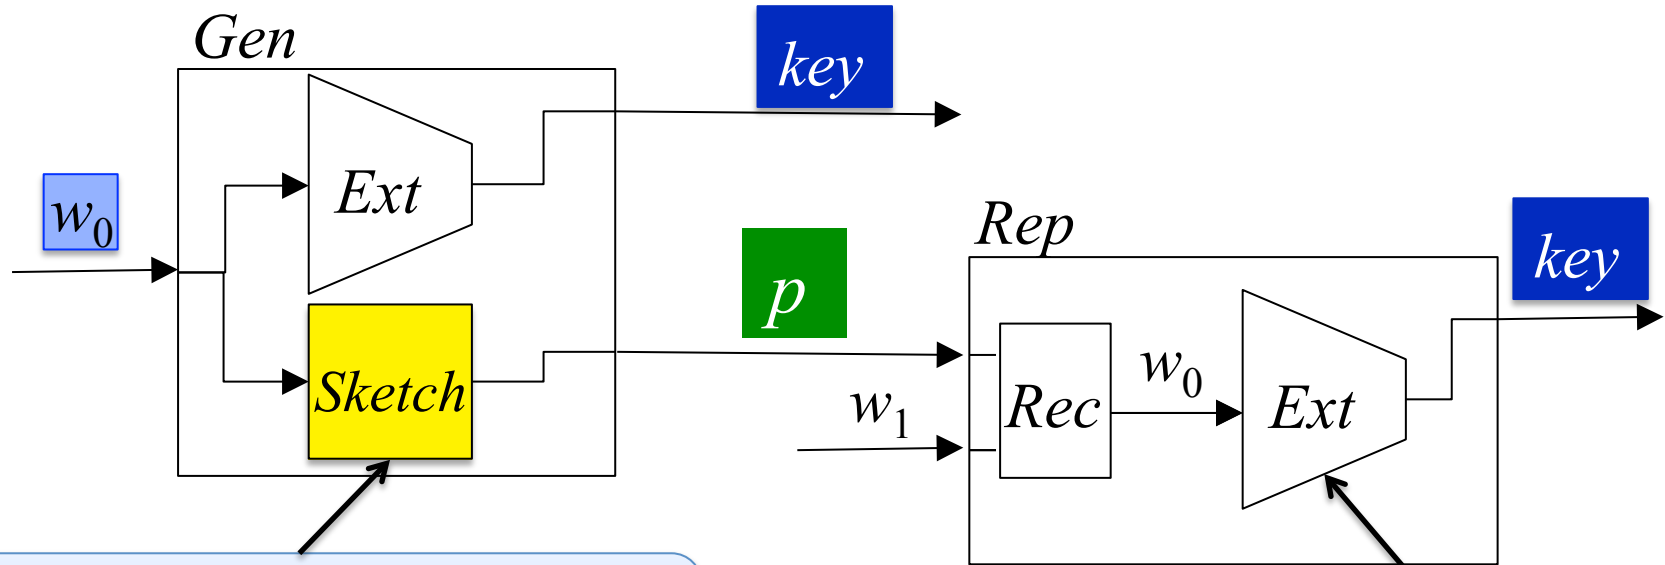 Gen
key
Ext
w₀
Sketch
p
Rep
key
w₁
Rec
w₀
Ext